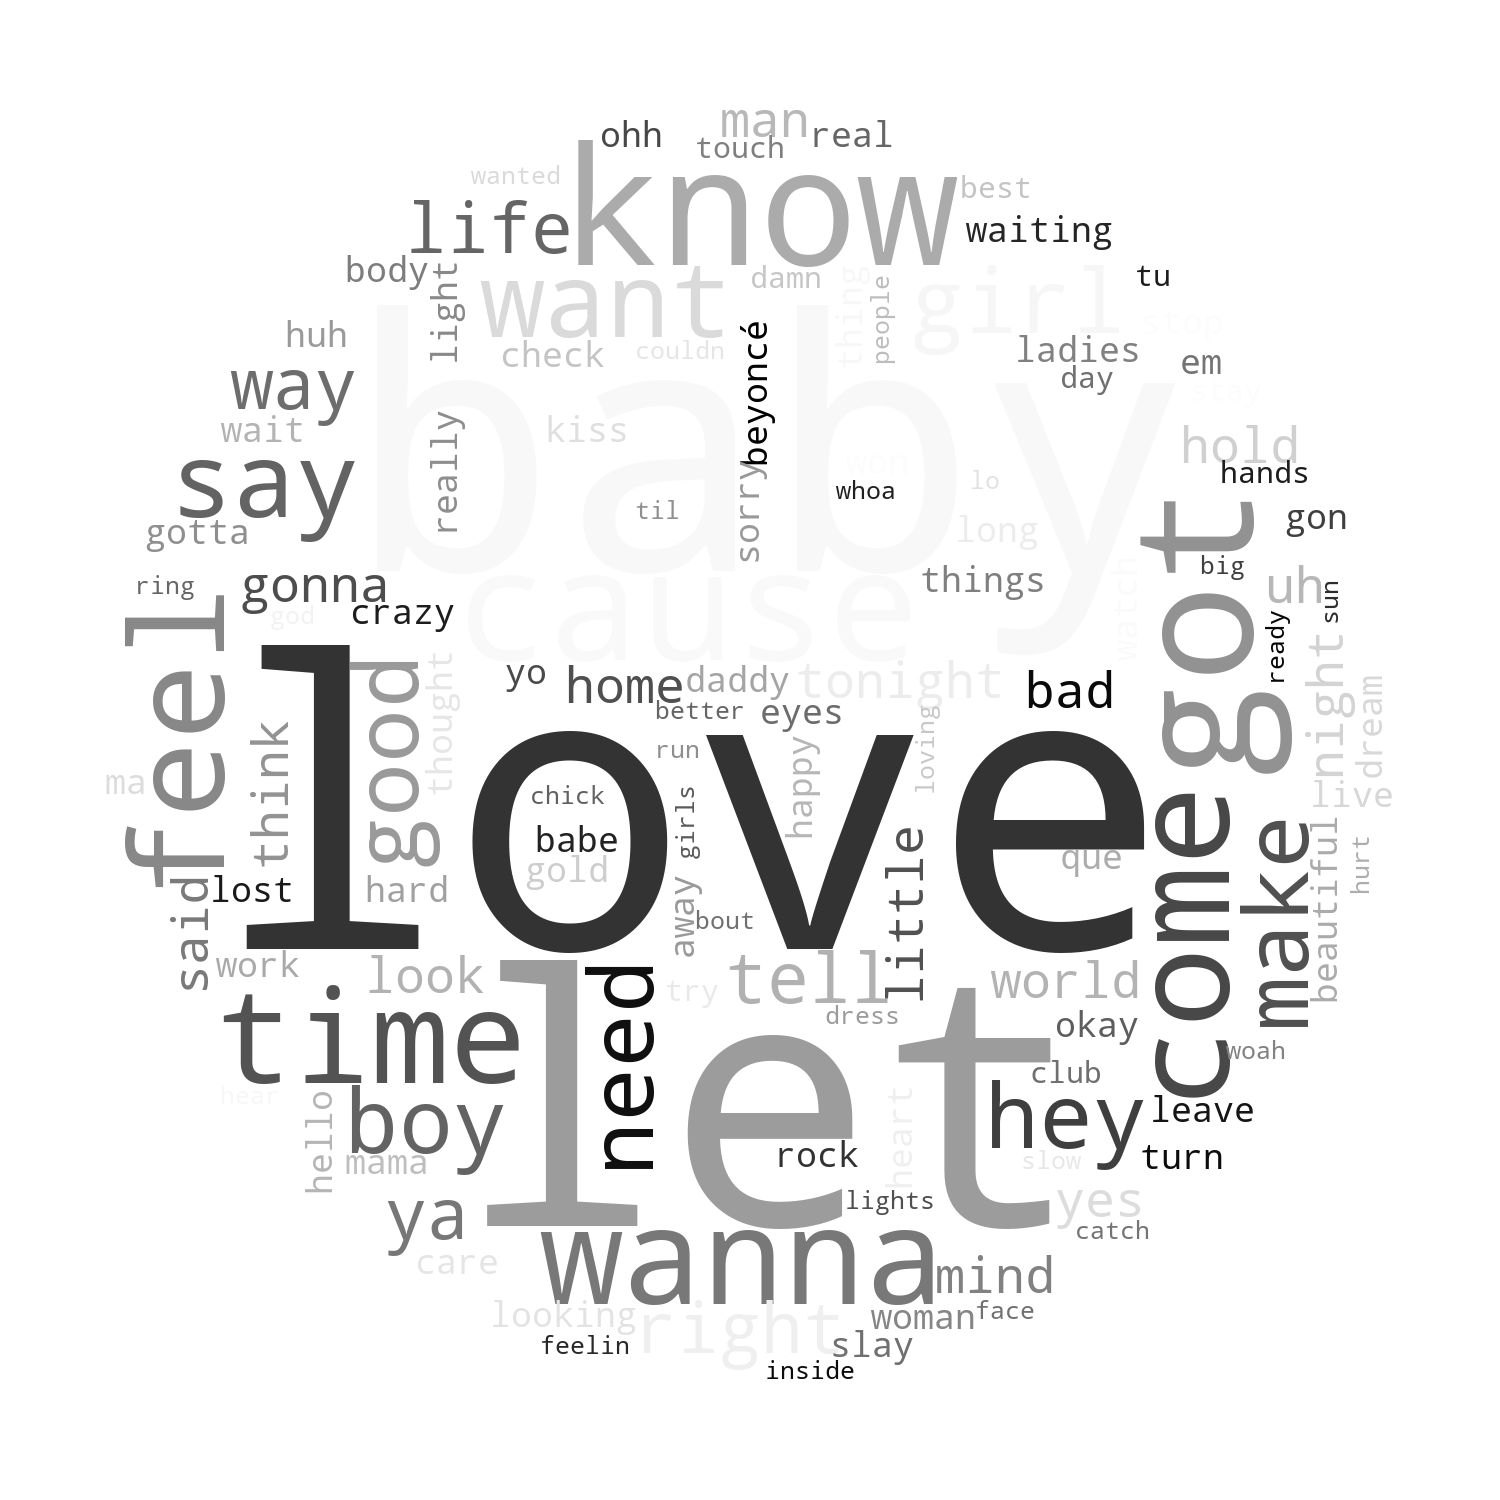 man
ohh
real
touch
know
wanted
best
life
waiting
body
light
want
damn
thing
people
girl
tu
stop
huh
check
couldn
beyoncé
ladies
em
way
day
stay
baby
wait
really
kiss
sorry
won
hold
say
til
whoa
lo
hands
gotta
long
got
gon
ring
gonna
cause
things
watch
big
uh
sun
feel
god
crazy
ready
yo
home
daddy
tonight
bad
night
good
thought
better
eyes
loving
dream
think
love
run
happy
ma
chick
girls
live
come
make
babe
little
que
beautiful
hurt
said
lost
hard
gold
away
bout
work
look
need
try
tell
world
time
let
dress
okay
woah
hear
boy
hello
club
hey
heart
leave
mama
rock
slow
turn
ya
lights
yes
care
wanna
catch
mind
looking
right
woman
face
feelin
slay
inside